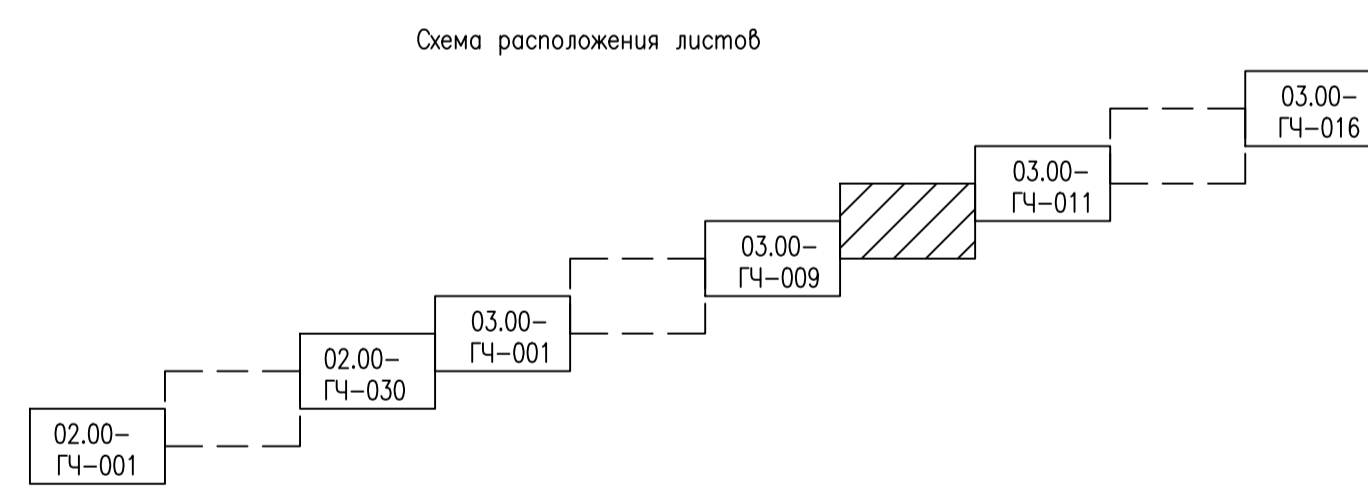 Схема расположения листов
03.00-
ГЧ-016
03.00-
ГЧ-011
03.00-
ГЧ-009
03.00-
ГЧ-001
02.00-
ГЧ-030
02.00-
ГЧ-001